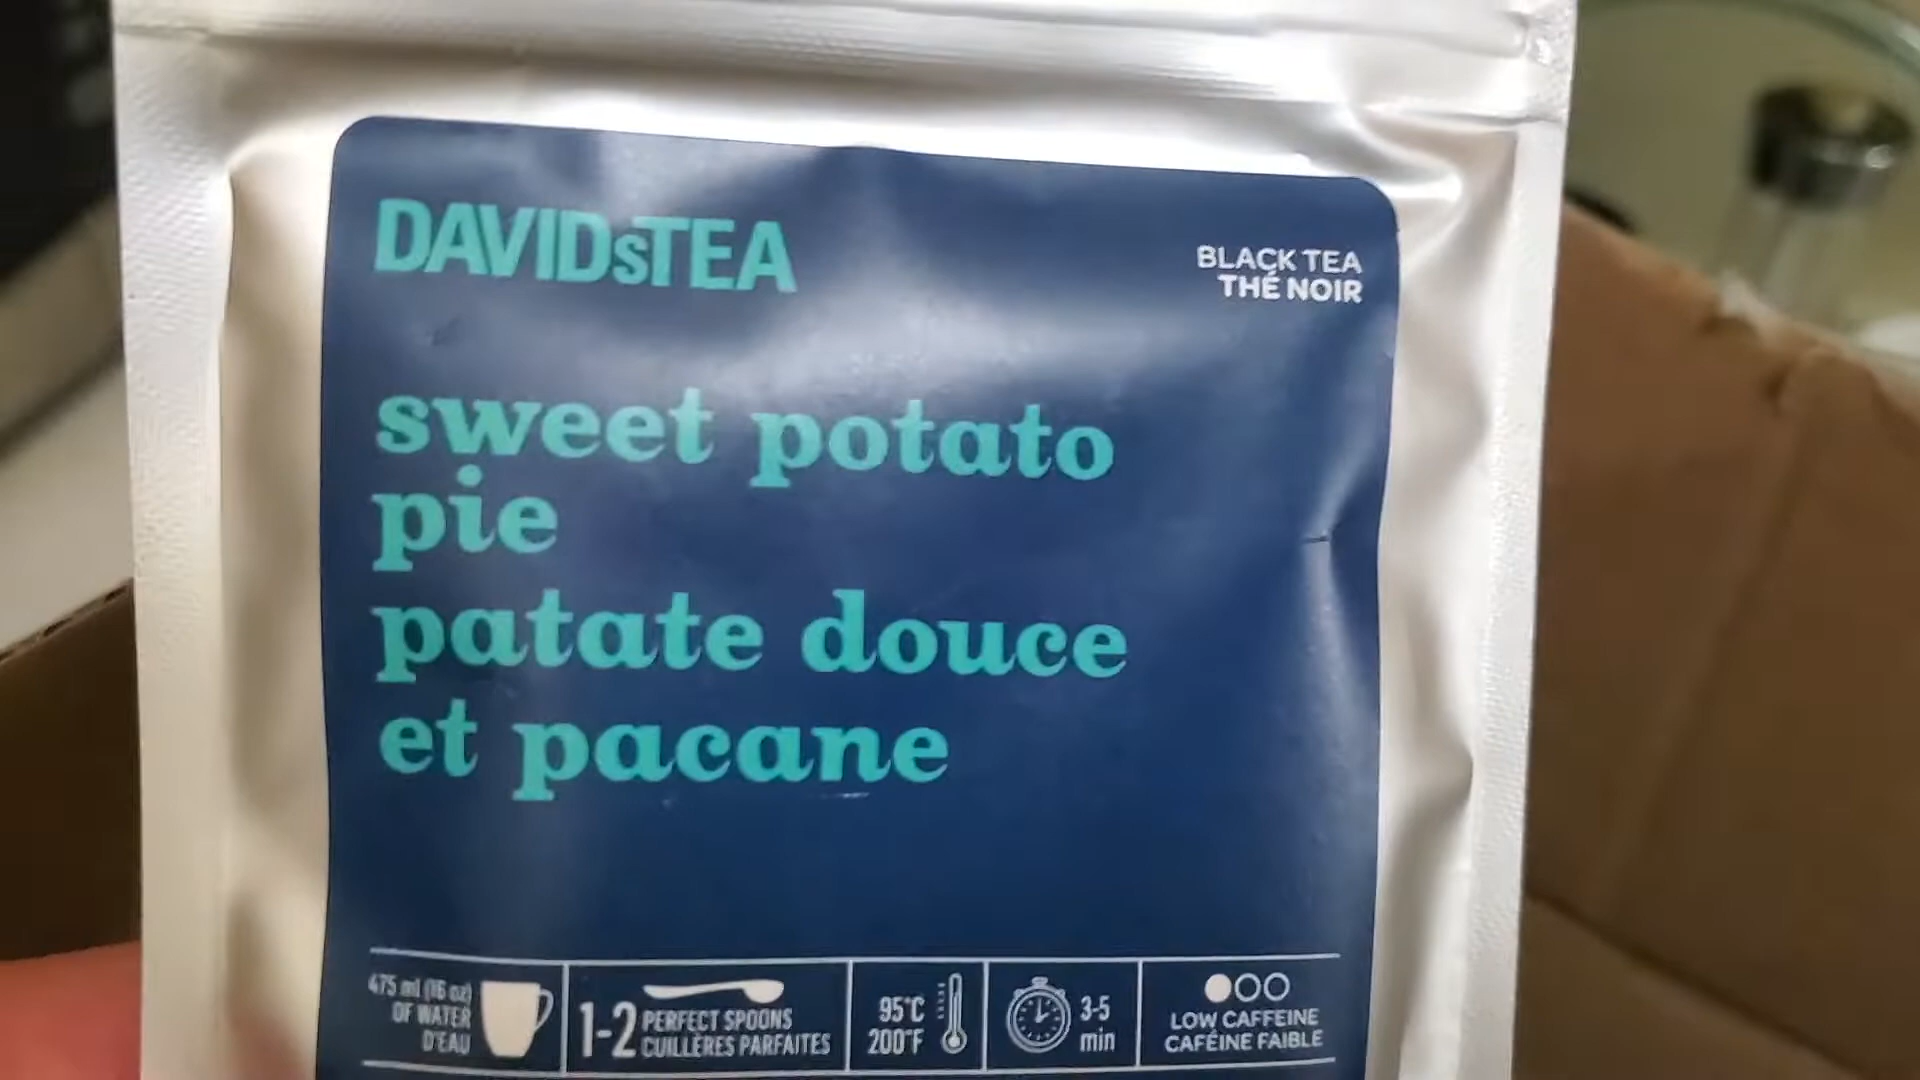 DAVIDsTEA
BLACK TEA
THÉ NOIR
sweet potato
pie
patate douce
et pacane
475 ml (16 oz)
OF WATER
D'EAU
1-2 PERFECT SPOONS
CUILLÈRES PARFAITES
95°C
200°F
3-5
min
LOW CAFFEINE
CAFÉINE FAIBLE